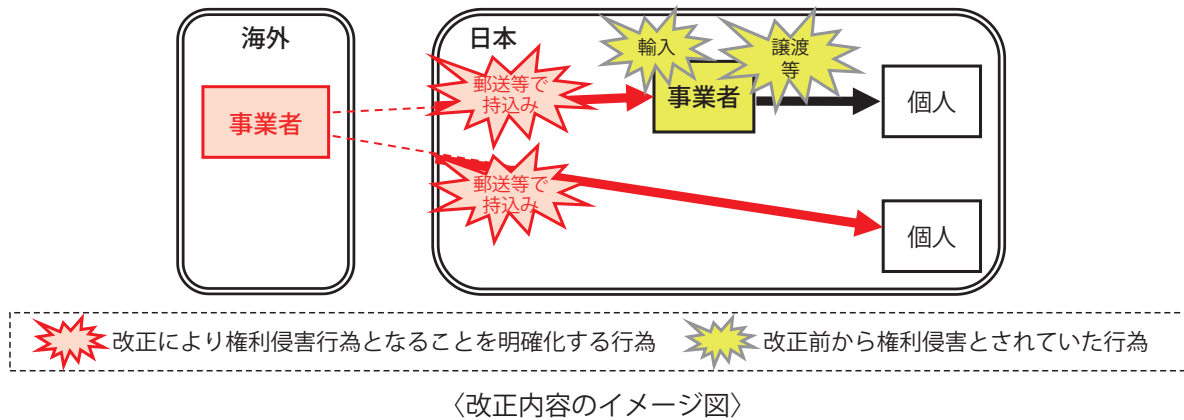 海外
事業者
日本
郵送等で
持込み
輸入
事業者
譲渡
等
個人
郵送等で
持込み
個人
改正により権利侵害行為となることを明確化する行為
改正前から権利侵害とされていた行為
〈改正内容のイメージ図〉